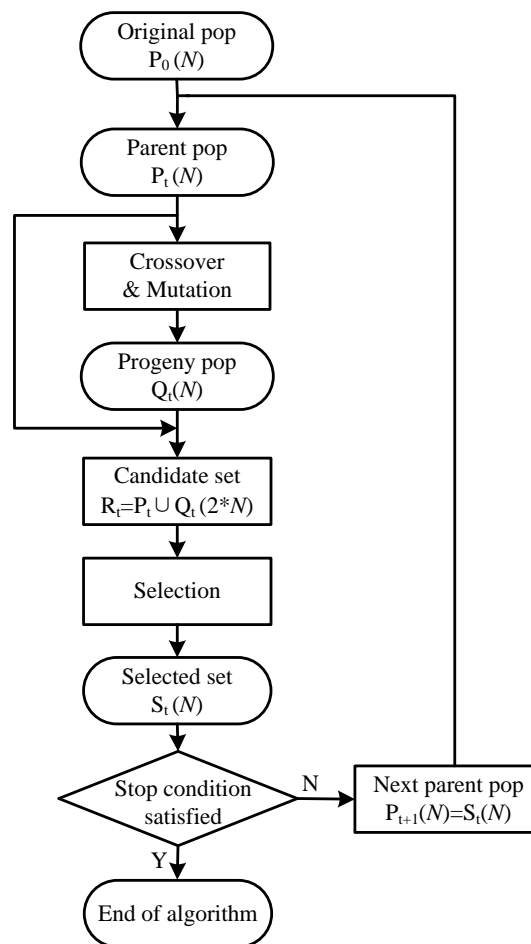 Original pop
P₀(N)
Parent pop
Pₜ(N)
Crossover
& Mutation
Progeny pop
Qₜ(N)
Candidate set
Rₜ=Pₜ∪Qₜ(2*N)
Selection
Selected set
Sₜ(N)
Stop condition
satisfied
N
Next parent pop
Pₜ₊₁(N)=Sₜ(N)
Y
End of algorithm